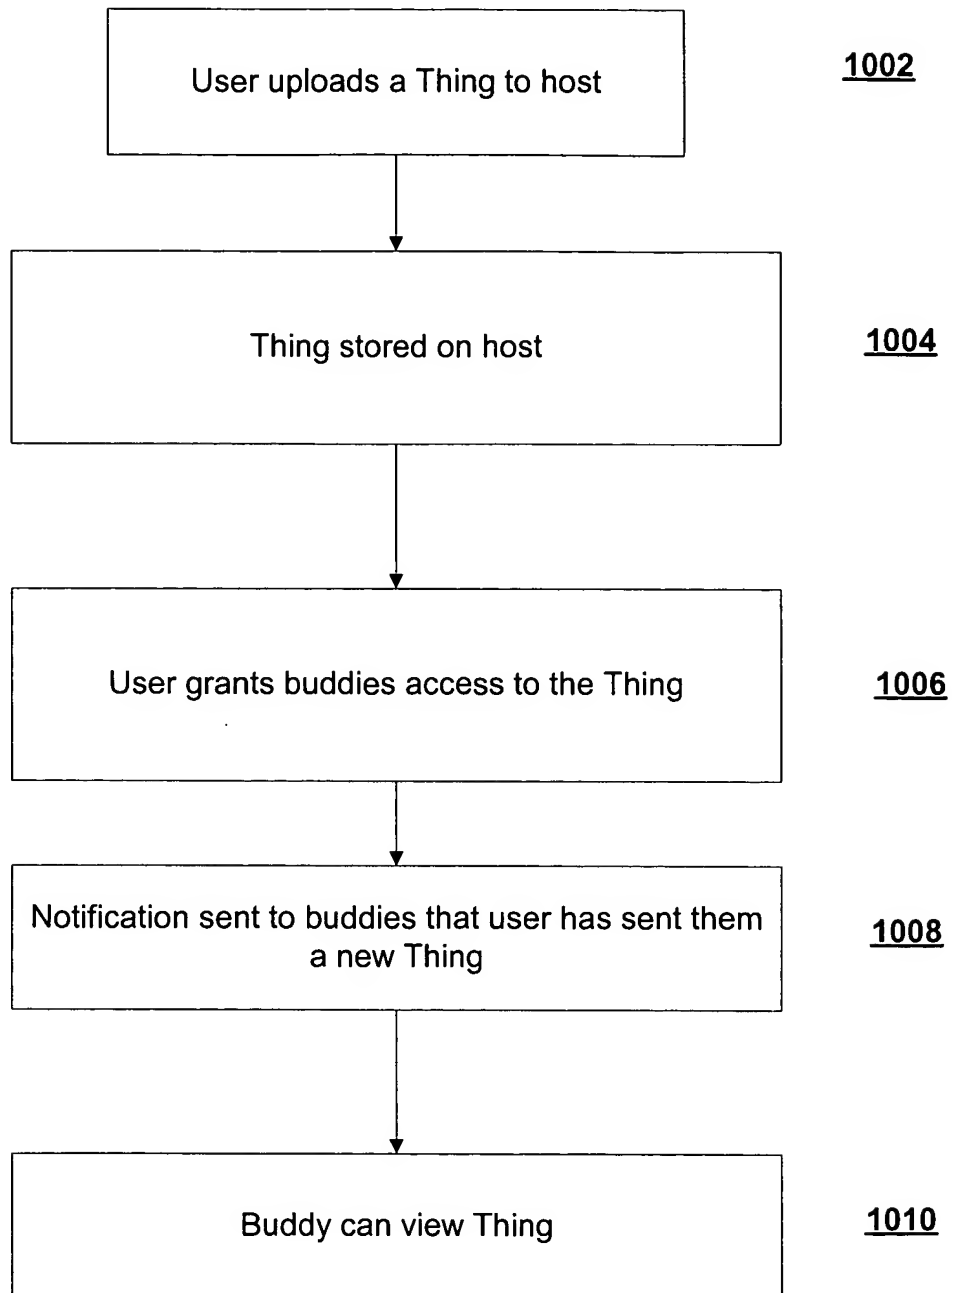 User uploads a Thing to host
1002
Thing stored on host
1004
User grants buddies access to the Thing
1006
Notification sent to buddies that user has sent them
a new Thing
1008
Buddy can view Thing
1010